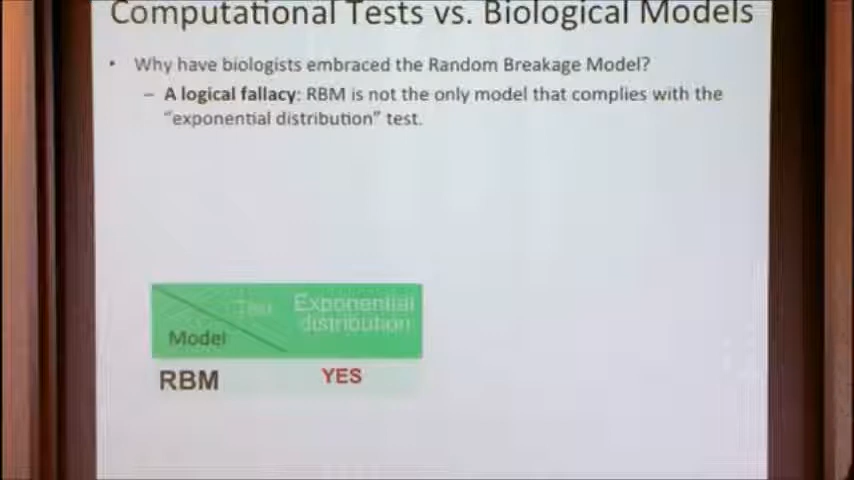 Computational Tests vs. Biological Models
• Why have biologists embraced the Random Breakage Model?
– A logical fallacy: RBM is not the only model that complies with the
"exponential distribution" test.
Test
Exponential
distribution
Model
RBM
YES